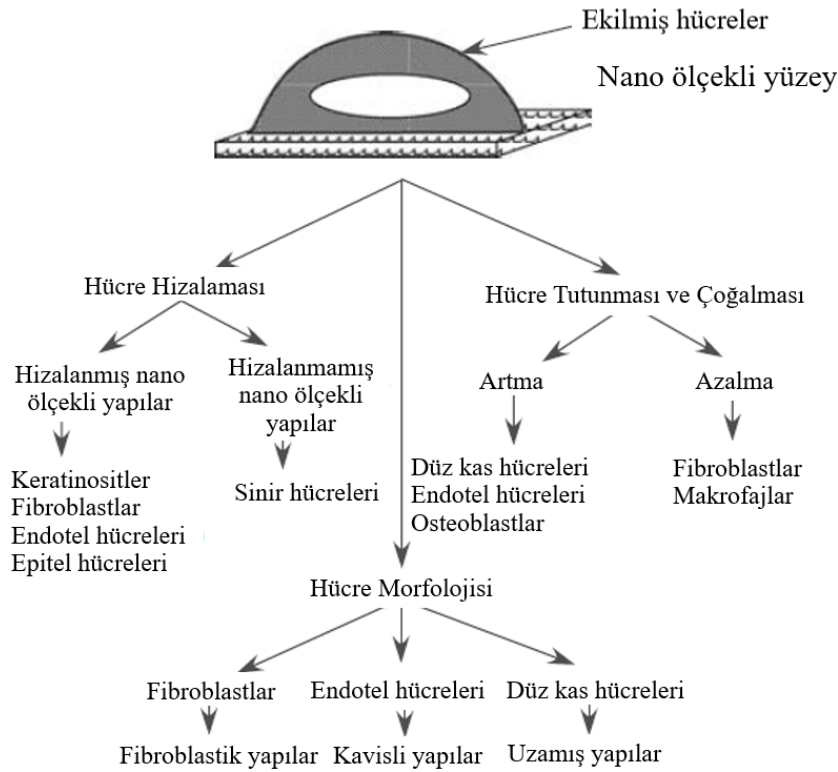 Ekilmiş hücreler
Nano ölçekli yüzey
Hücre Hizalaması
Hücre Tutunması ve Çoğalması
Hizalanmış nano
ölçekli yapılar
Hizalanmamış
nano ölçekli
yapılar
Artma
Azalma
Keratinositler
Fibroblastlar
Endotel hücreleri
Epitel hücreleri
Sinir hücreleri
Düz kas hücreleri
Endotel hücreleri
Osteoblastlar
Fibroblastlar
Makrofajlar
Hücre Morfolojisi
Fibroblastlar
Endotel hücreleri
Düz kas hücreleri
Fibroblastik yapılar
Kavisli yapılar
Uzamış yapılar